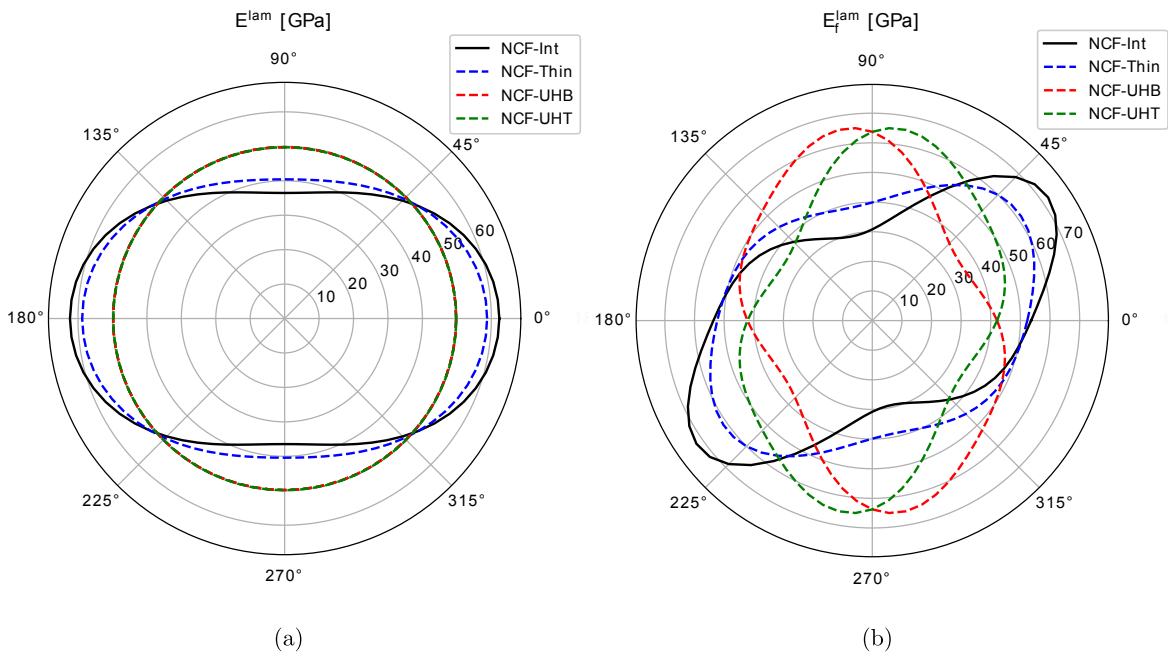 E^lam [GPa]
NCF-Int
NCF-Thin
NCF-UHB
NCF-UHT
90°
135°
45°
180°
0°
10
20
30
40
50
60
225°
315°
270°
(a)
E_f^lam [GPa]
NCF-Int
NCF-Thin
NCF-UHB
NCF-UHT
90°
135°
45°
180°
0°
10
20
30
40
50
60
70
225°
315°
270°
(b)